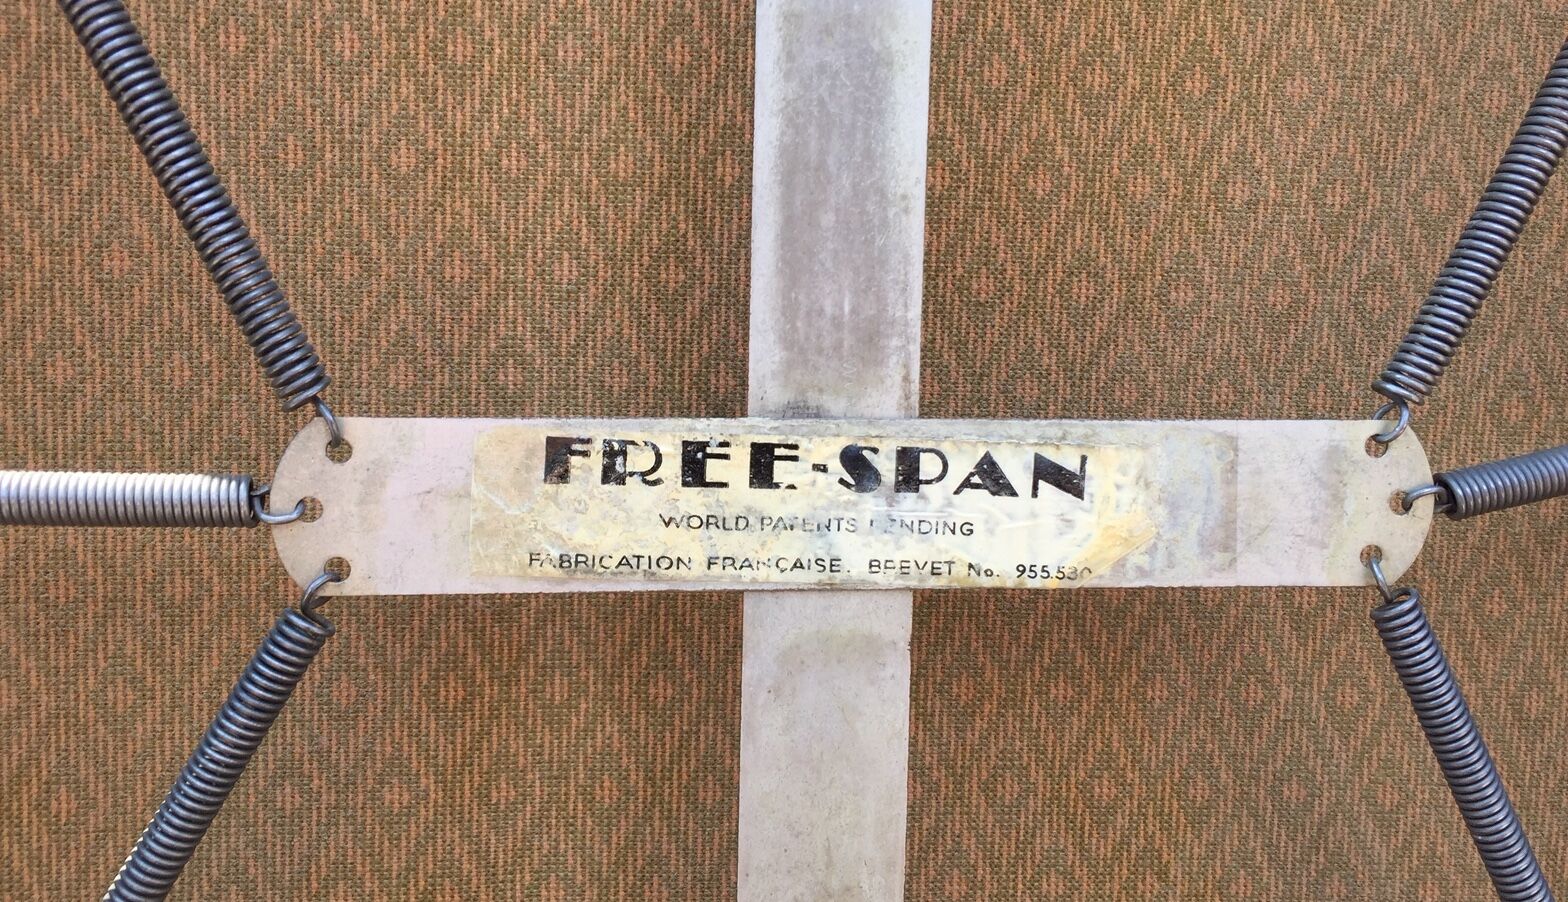 FREE-SPAN
WORLD PATENTS PENDING
FABRICATION FRANÇAISE. BREVET No. 955.530